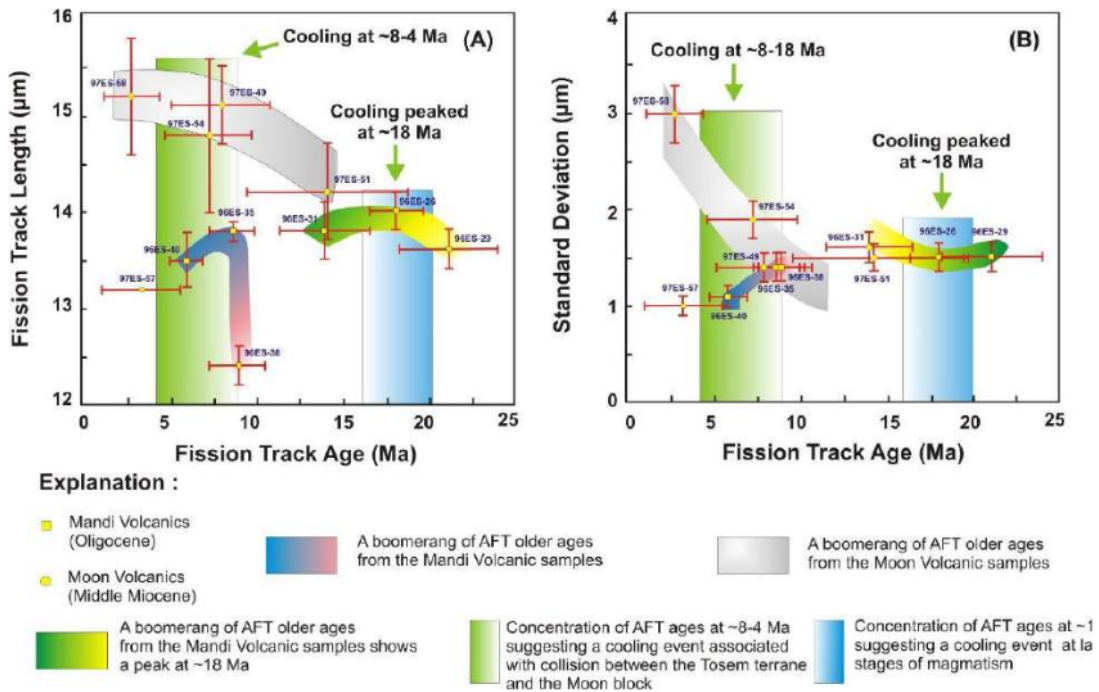 16
15
14
13
12
Fission Track Length (µm)
0
5
10
15
20
25
Fission Track Age (Ma)
(A)
Cooling at ~8-4 Ma
Cooling peaked
at ~18 Ma
97ES-58
97ES-49
97ES-54
97ES-51
96ES-35
96ES-31
96ES-26
96ES-29
96ES-40
97ES-57
96ES-38
4
3
2
1
0
Standard Deviation (µm)
0
5
10
15
20
25
Fission Track Age (Ma)
(B)
Cooling at ~8-18 Ma
Cooling peaked
at ~18 Ma
97ES-58
97ES-54
96ES-31
96ES-26
96ES-29
97ES-49
97ES-51
96ES-38
96ES-35
97ES-57
96ES-40
Explanation :
Mandi Volcanics
(Oligocene)
Moon Volcanics
(Middle Miocene)
A boomerang of AFT older ages
from the Mandi Volcanic samples
A boomerang of AFT older ages
from the Moon Volcanic samples
A boomerang of AFT older ages
from the Mandi Volcanic samples shows
a peak at ~18 Ma
Concentration of AFT ages at ~8-4 Ma
suggesting a cooling event associated
with collision between the Tosem terrane
and the Moon block
Concentration of AFT ages at ~1
suggesting a cooling event at la
stages of magmatism